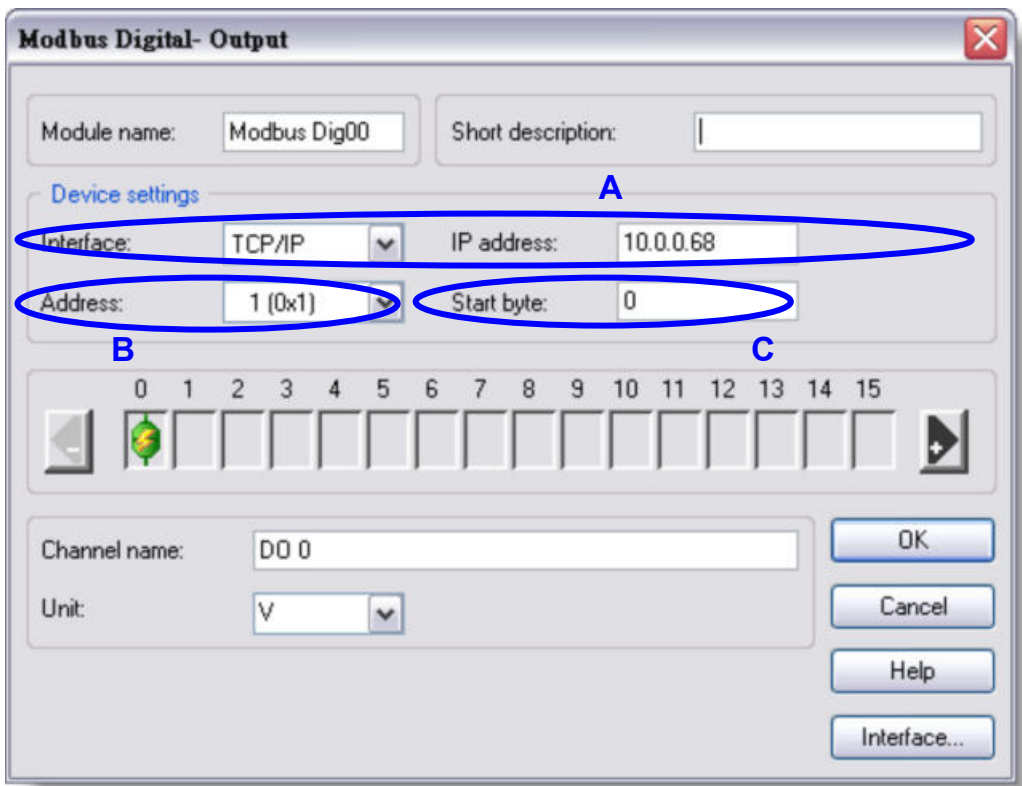 Modbus Digital- Output
Module name: Modbus Dig00 Short description:
Device settings A
Interface: TCP/IP IP address: 10.0.0.68
Address: 1 (0x1) Start byte: 0
B C
0 1 2 3 4 5 6 7 8 9 10 11 12 13 14 15
- +
Channel name: DO 0 OK
Unit: V Cancel
Help
Interface...